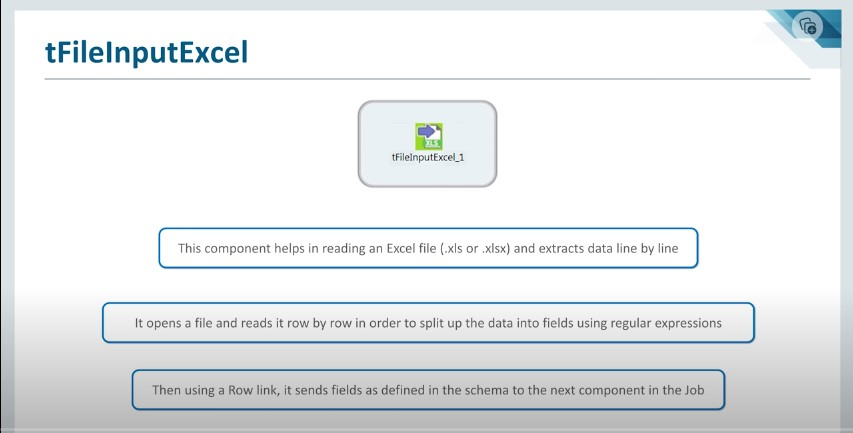 tFileInputExcel
XLS
tFileInputExcel_1
This component helps in reading an Excel file (.xls or .xlsx) and extracts data line by line
It opens a file and reads it row by row in order to split up the data into fields using regular expressions
Then using a Row link, it sends fields as defined in the schema to the next component in the Job